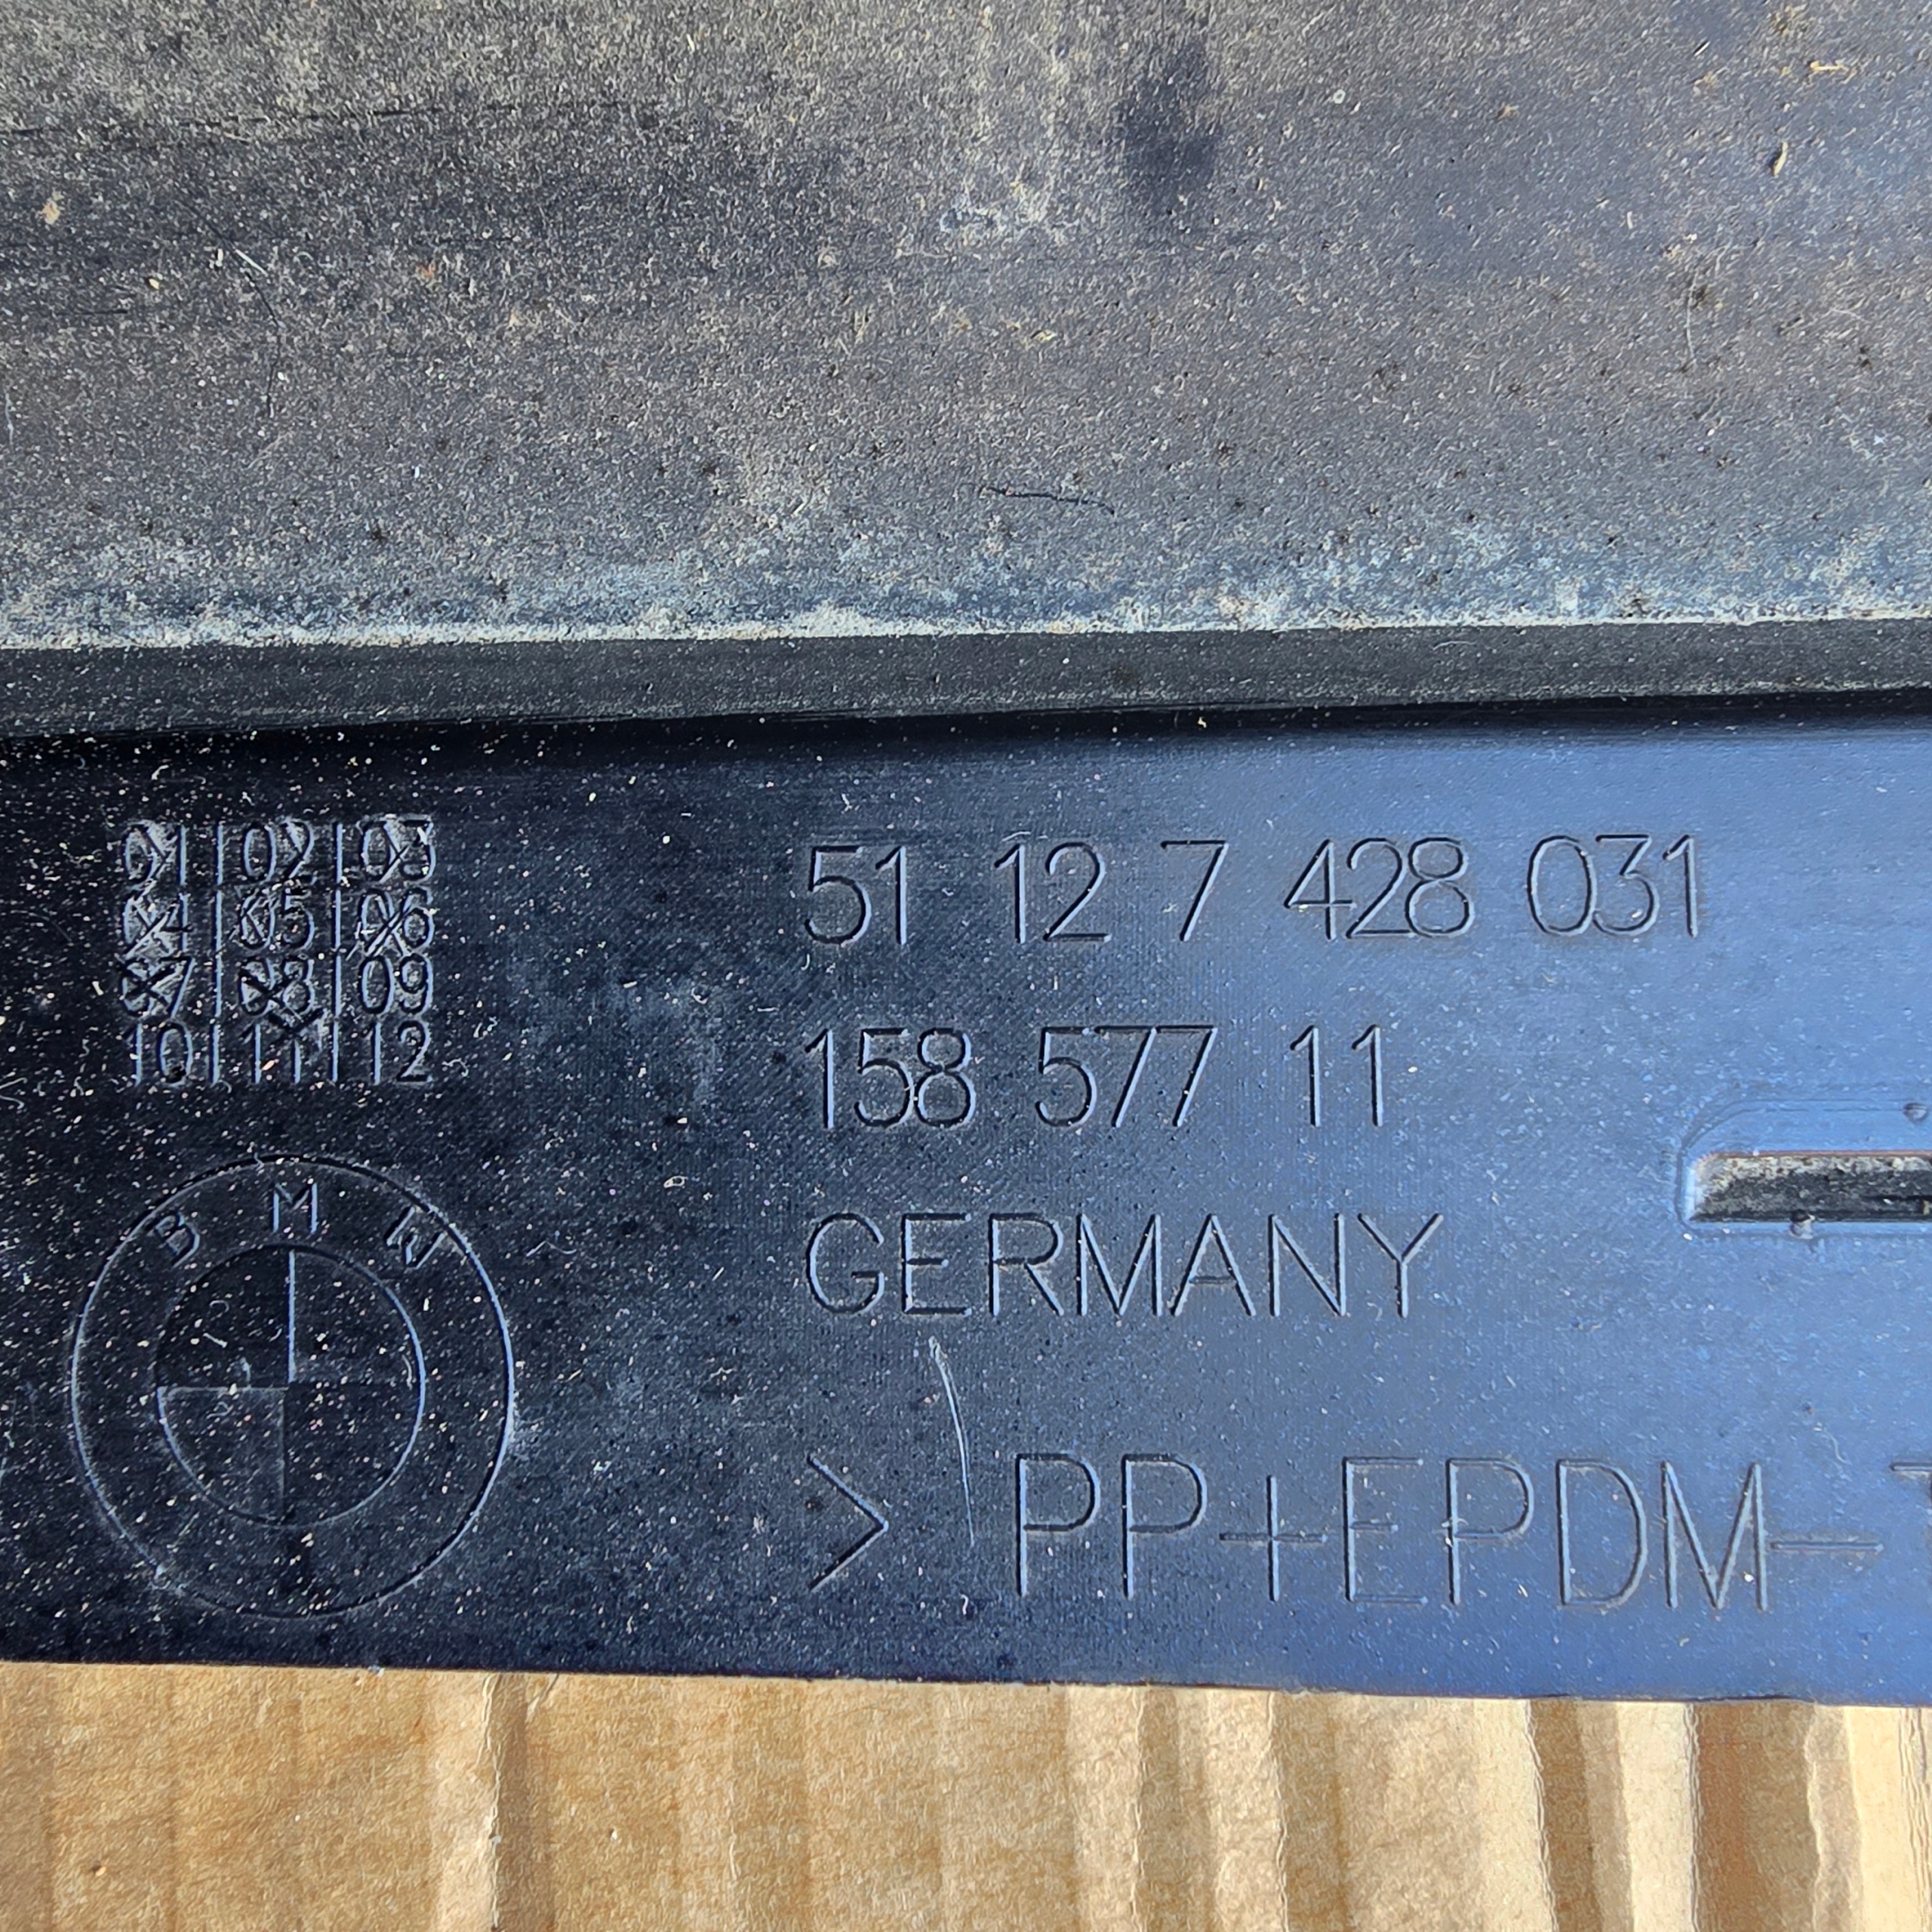 01|02|03
04|05|06
07|08|09
10|11|12
51 12 7 428 031
158 577 11
GERMANY
BMW
> PP+EPDM-